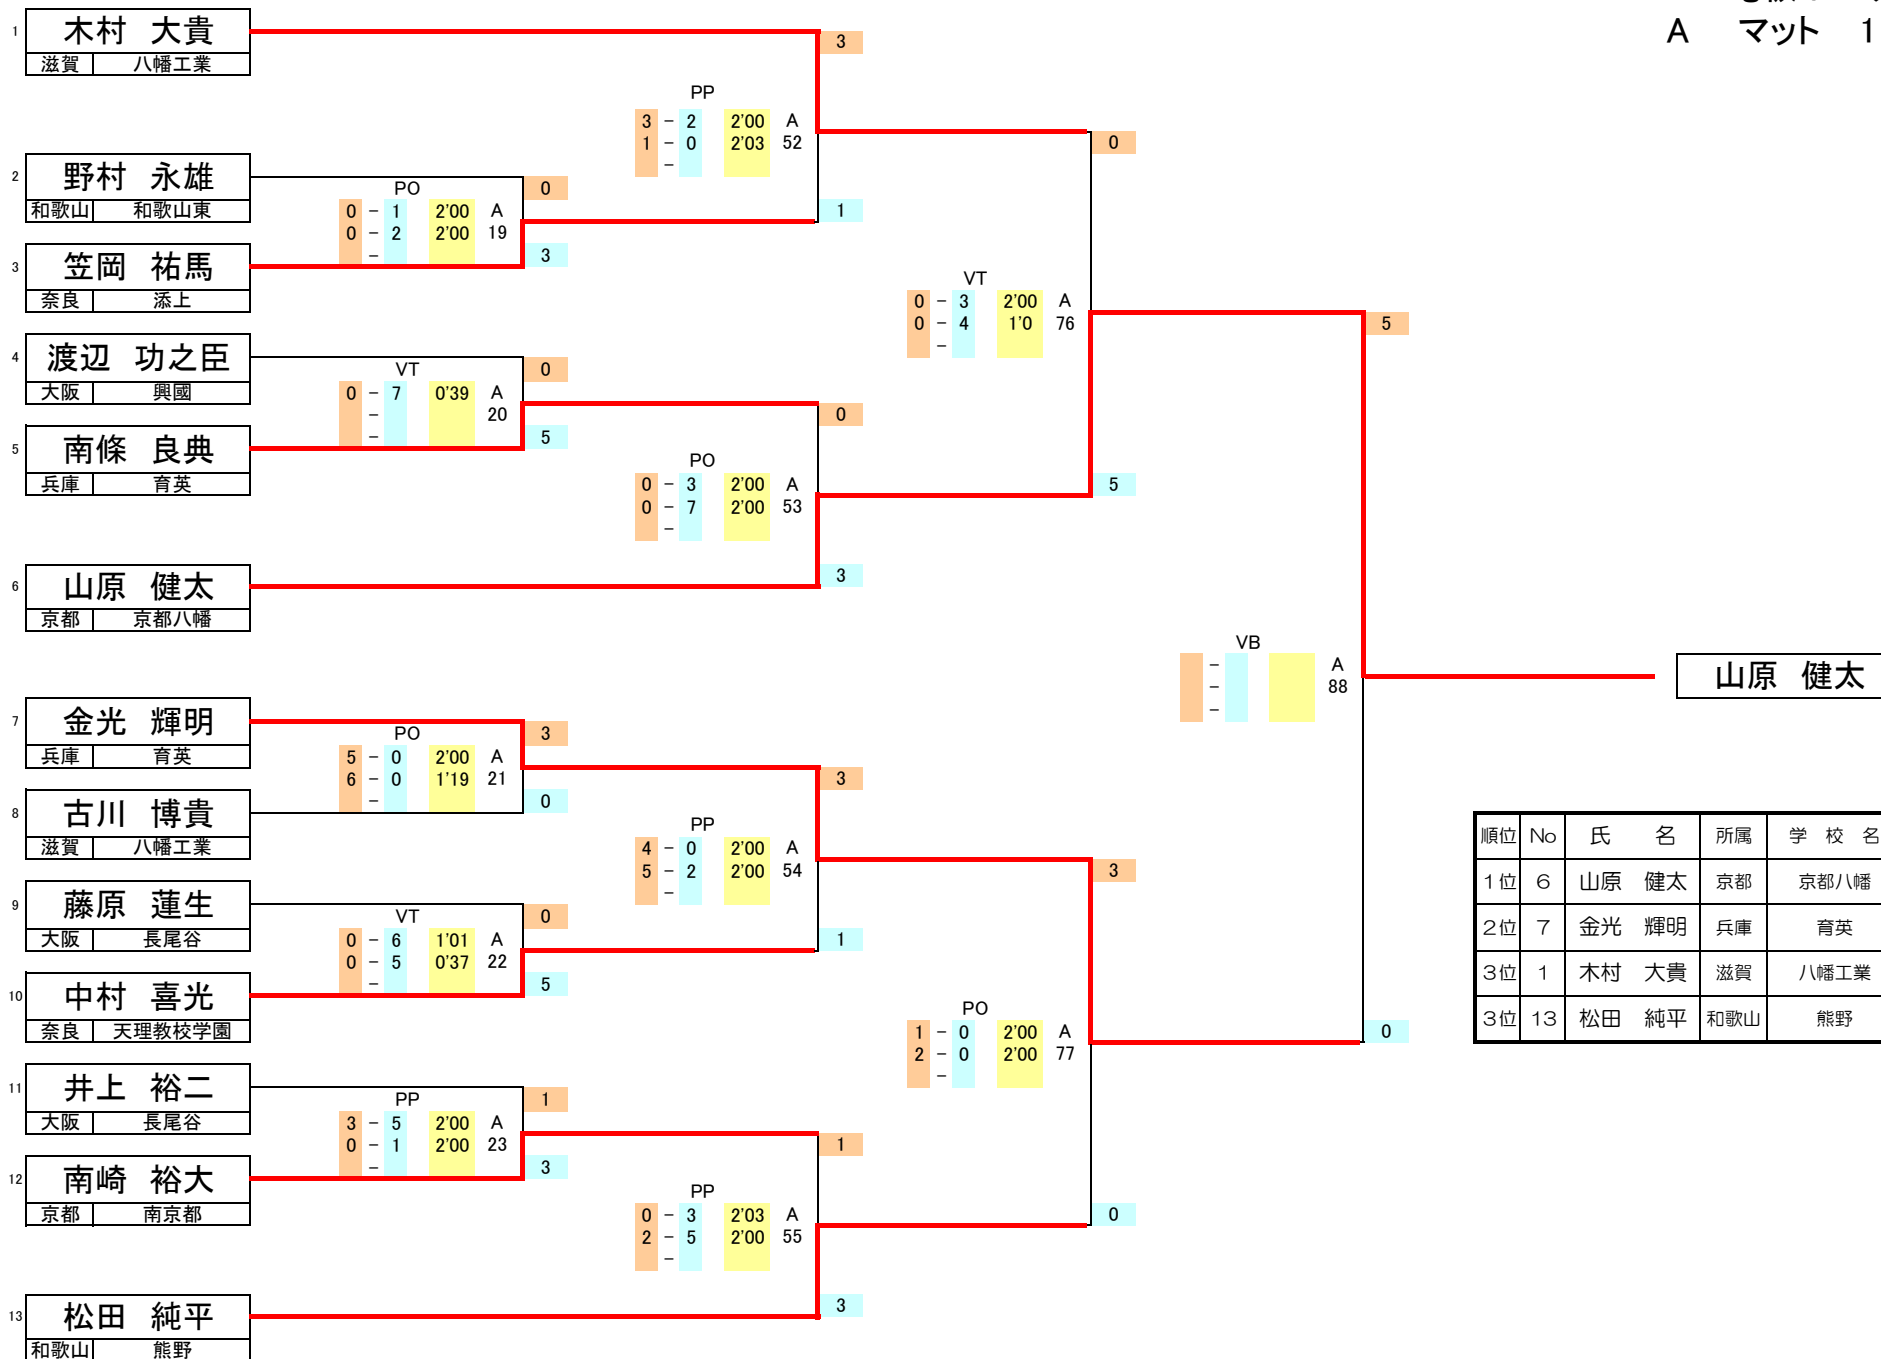 A マット 1
1 木村 大貴
滋賀 八幡工業
3
PP
3 - 2 2'00 A
1 - 0 2'03 52
-
0
2 野村 永雄
和歌山 和歌山東
PO
0
0 - 1 2'00 A
0 - 2 2'00 19
-
1
3
3 笠岡 祐馬
奈良 添上
VT
0 - 3 2'00 A
0 - 4 1'0 76
-
5
4 渡辺 功之臣
大阪 興國
VT
0
0 - 7 0'39 A
- 20
-
0
5
5 南條 良典
兵庫 育英
PO
0 - 3 2'00 A
0 - 7 2'00 53
-
5
3
6 山原 健太
京都 京都八幡
VB
- A
- 88
-
山原 健太
7 金光 輝明
兵庫 育英
PO
3
5 - 0 2'00 A
6 - 0 1'19 21
-
3
0
8 古川 博貴
滋賀 八幡工業
PP
4 - 0 2'00 A
5 - 2 2'00 54
-
3
9 藤原 蓮生
大阪 長尾谷
VT
0
0 - 6 1'01 A
0 - 5 0'37 22
-
1
5
10 中村 喜光
奈良 天理教校学園
PO
1 - 0 2'00 A
2 - 0 2'00 77
-
0
11 井上 裕二
大阪 長尾谷
PP
1
3 - 5 2'00 A
0 - 1 2'00 23
-
1
3
12 南崎 裕大
京都 南京都
PP
0 - 3 2'03 A
2 - 5 2'00 55
-
0
3
13 松田 純平
和歌山 熊野
順位 No 氏 名 所属 学 校 名
1位 6 山原 健太 京都 京都八幡
2位 7 金光 輝明 兵庫 育英
3位 1 木村 大貴 滋賀 八幡工業
3位 13 松田 純平 和歌山 熊野